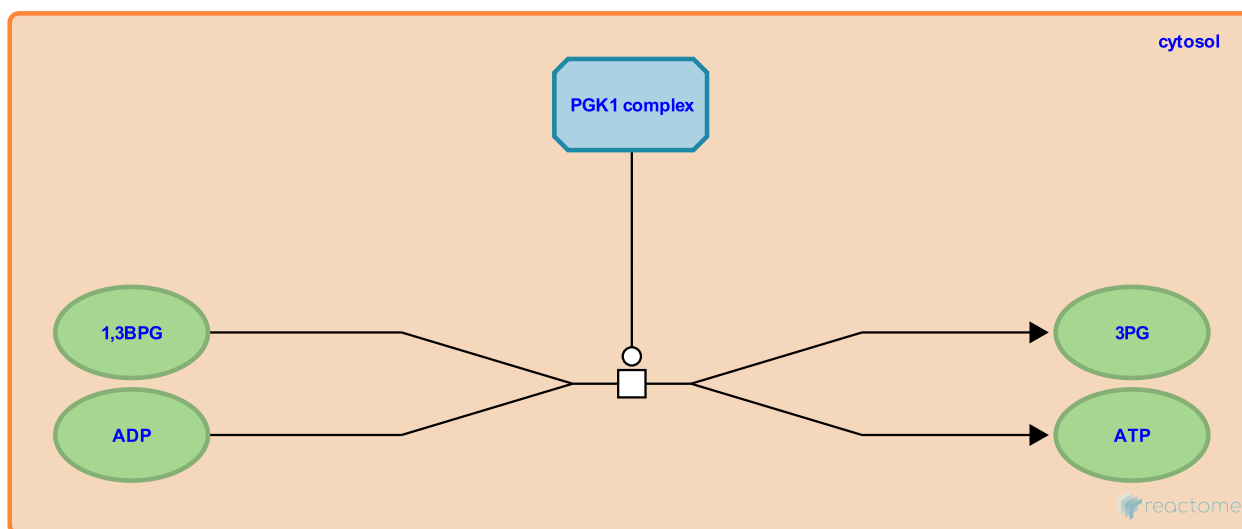 cytosol
PGK1 complex
1,3BPG
3PG
ADP
ATP
reactome